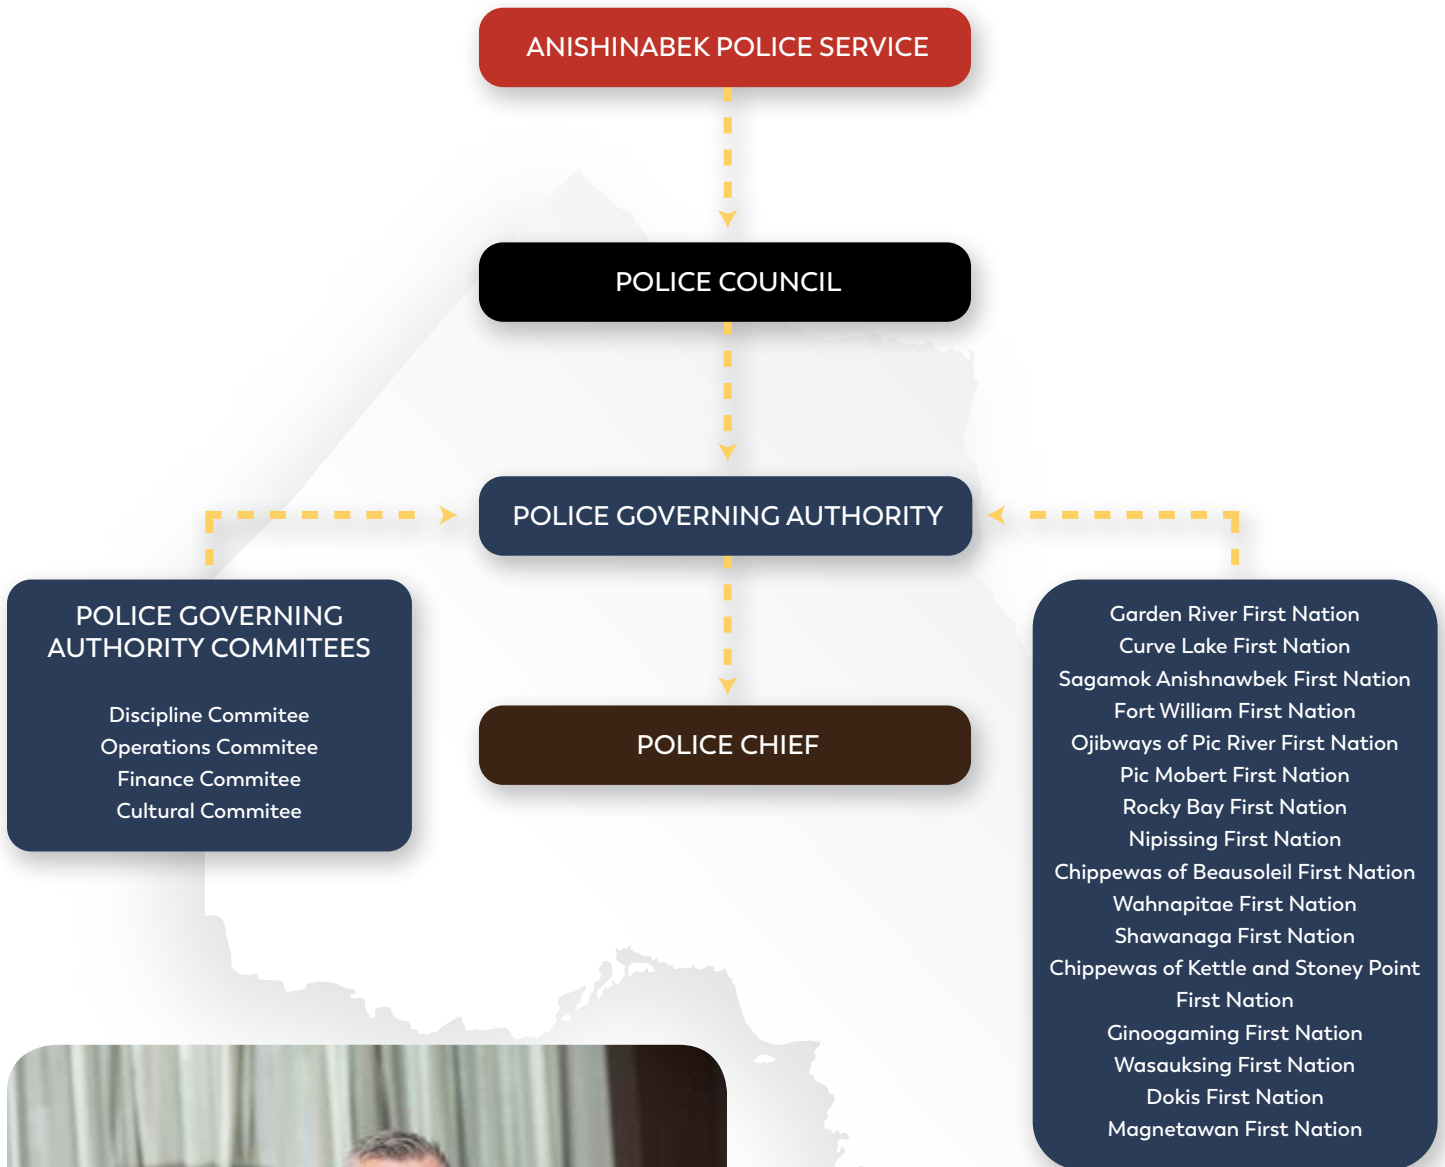 ANISHINABEK POLICE SERVICE
POLICE COUNCIL
POLICE GOVERNING AUTHORITY
POLICE GOVERNING
AUTHORITY COMMITEES
Discipline Commitee
Operations Commitee
Finance Commitee
Cultural Commitee
POLICE CHIEF
Garden River First Nation
Curve Lake First Nation
Sagamok Anishnawbek First Nation
Fort William First Nation
Ojibways of Pic River First Nation
Pic Mobert First Nation
Rocky Bay First Nation
Nipissing First Nation
Chippewas of Beausoleil First Nation
Wahnapitae First Nation
Shawanaga First Nation
Chippewas of Kettle and Stoney Point
First Nation
Ginoogaming First Nation
Wasauksing First Nation
Dokis First Nation
Magnetawan First Nation